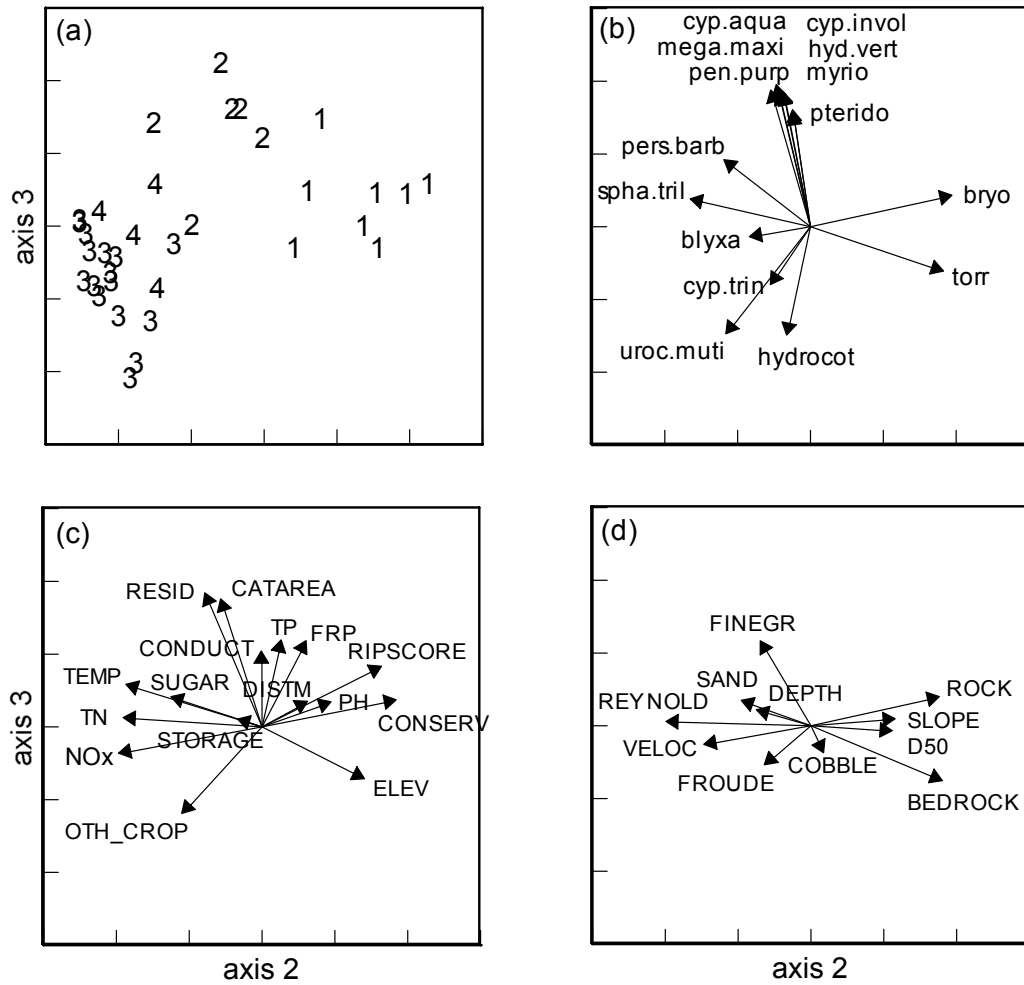 (a)
2
2 2
2
1
2
4
1
1 1 1
4
3 3
2
1
4
3
3
1
1
3 3 3
3
3 3
3
3
4
3
3
3
3
axis 3
(b)
cyp.aqua cyp.invol
mega.maxi hyd.vert
pen.purp myrio
pterido
pers.barb
spha.tril
bryo
blyxa
torr
cyp.trin
uroc.muti
hydrocot
(c)
RESID CATAREA
TP FRP
CONDUCT RIPSCORE
TEMP SUGAR DISTM PH
TN CONSERV
STORAGE
NOx
ELEV
OTH_CROP
axis 3
axis 2
(d)
FINEGR
SAND DEPTH ROCK
REYNOLD SLOPE
VELOC D50
FROUDE COBBLE
BEDROCK
axis 2